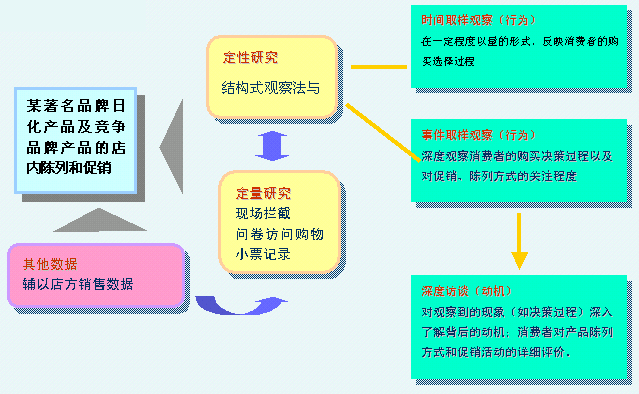 某著名品牌日
化产品及竞争
品牌产品的店
内陈列和促销
定性研究
结构式观察法与
定量研究
现场拦截
问卷访问购物
小票记录
其他数据
辅以店方销售数据
时间取样观察（行为）
在一定程度以量的形式，反映消费者的购
买选择过程
事件取样观察（行为）
深度观察消费者的购买决策过程以及
对促销、陈列方式的关注程度
深度访谈（动机）
对观察到的现象（如决策过程）深入
了解背后的动机；消费者对产品陈列
方式和促销活动的详细评价。